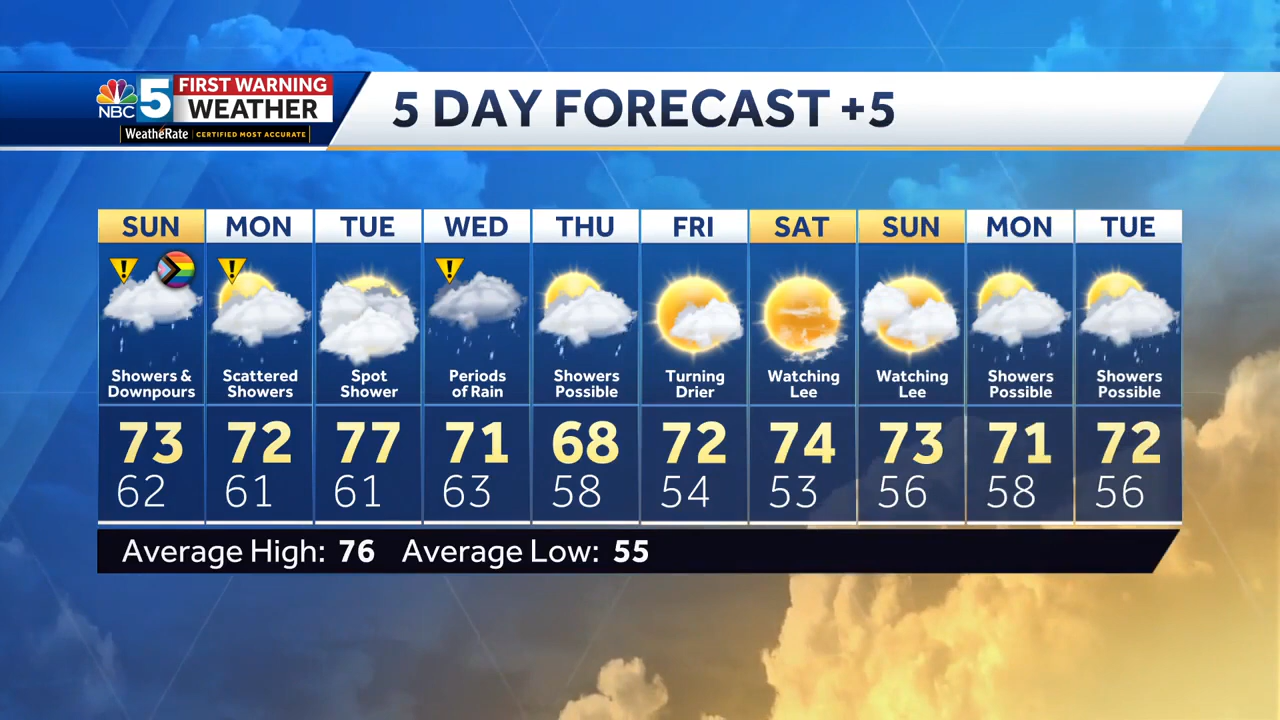 NBC 5 FIRST WARNING
WEATHER
WeatheRate CERTIFIED MOST ACCURATE
5 DAY FORECAST +5
SUN MON TUE WED THU FRI SAT SUN MON TUE
! ! !
Showers & Scattered Spot Periods Showers Turning Watching Watching Showers Showers
Downpours Showers Shower of Rain Possible Drier Lee Lee Possible Possible
73 72 77 71 68 72 74 73 71 72
62 61 61 63 58 54 53 56 58 56
Average High: 76 Average Low: 55